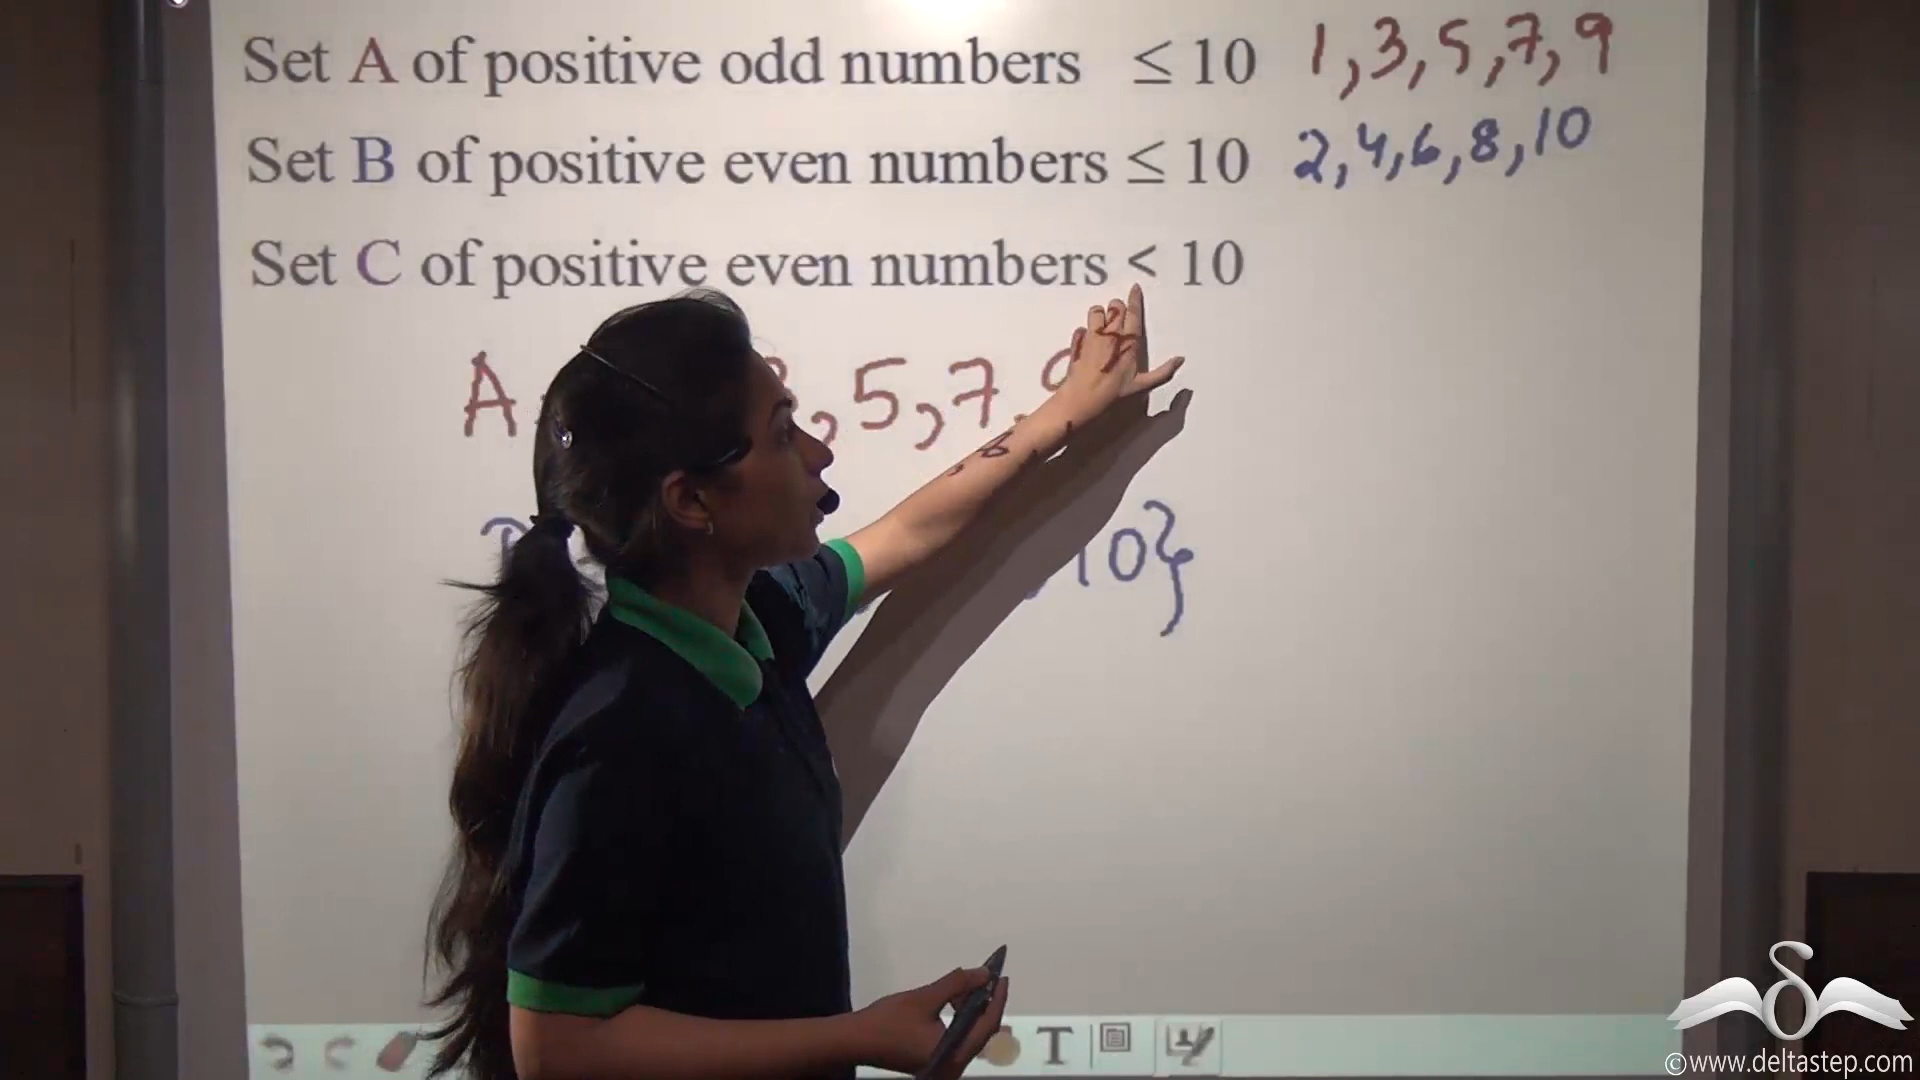 Set A of positive odd numbers ≤ 10 1,3,5,7,9
Set B of positive even numbers ≤ 10 2,4,6,8,10
Set C of positive even numbers < 10
A ,5,7,
10}
T
©www.deltastep.com